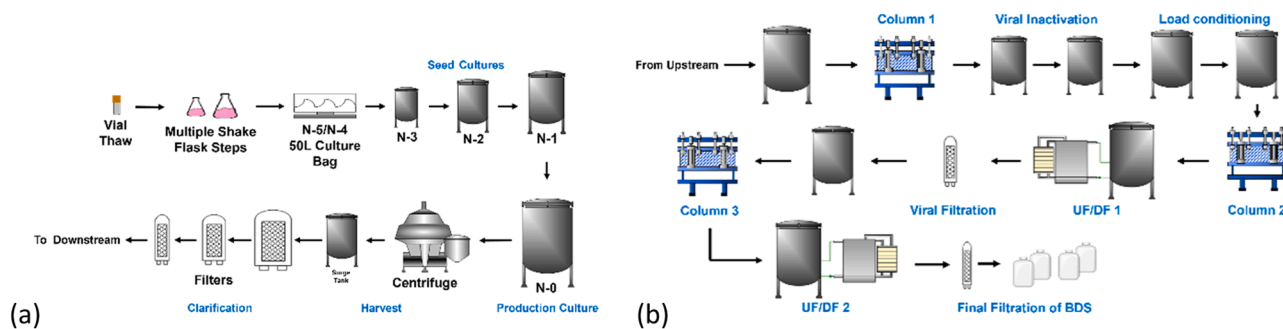 Seed Cultures
Vial
Thaw
Multiple Shake
Flask Steps
N-5/N-4
50L Culture
Bag
N-3
N-2
N-1
To Downstream
Filters
Surge
Tank
Centrifuge
N-0
(a)
Clarification
Harvest
Production Culture
Column 1
Viral Inactivation
Load conditioning
From Upstream
Column 3
Viral Filtration
UF/DF 1
Column 2
(b)
UF/DF 2
Final Filtration of BDS